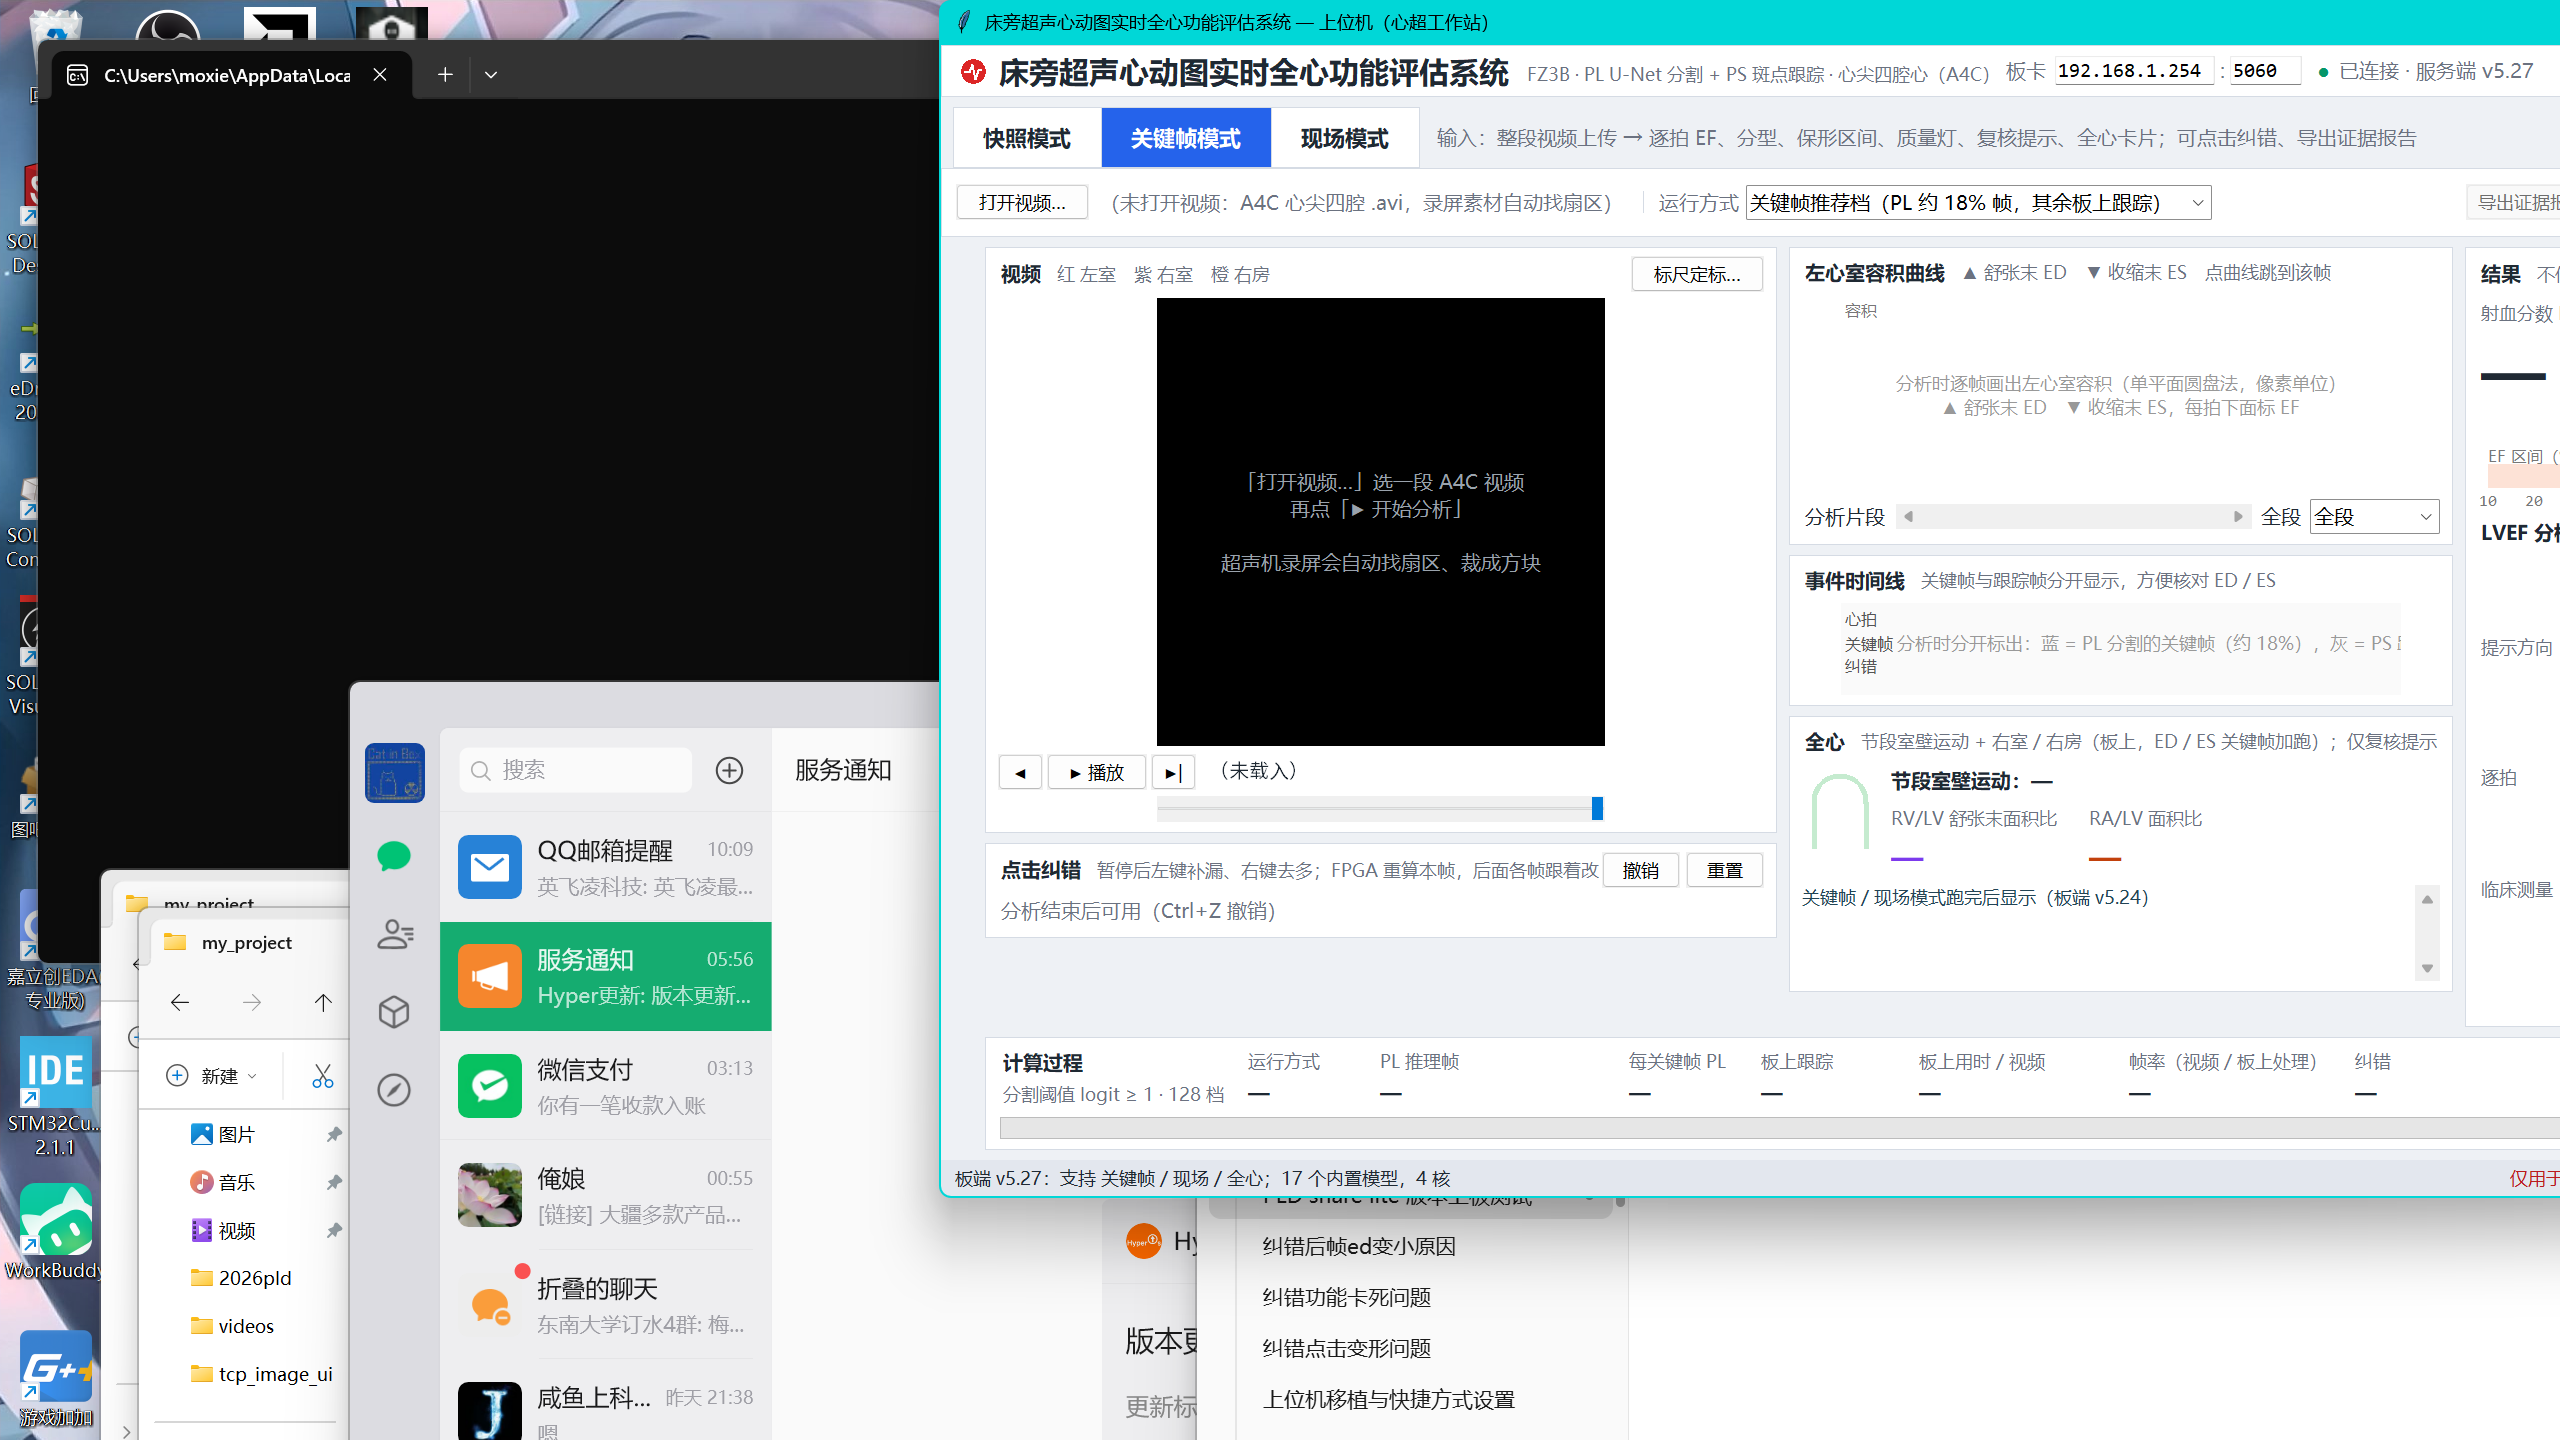 C:\Users\moxie\AppData\Loca
床旁超声心动图实时全心功能评估系统 — 上位机（心超工作站）
床旁超声心动图实时全心功能评估系统 FZ3B · PL U-Net 分割 + PS 斑点跟踪 · 心尖四腔心（A4C） 板卡 192.168.1.254 : 5060 ● 已连接 · 服务端 v5.27
快照模式 关键帧模式 现场模式 输入：整段视频上传 → 逐拍 EF、分型、保形区间、质量灯、复核提示、全心卡片；可点击纠错、导出证据报告
打开视频... （未打开视频：A4C 心尖四腔 .avi，录屏素材自动找扇区） 运行方式 关键帧推荐档（PL 约 18% 帧，其余板上跟踪） 导出证据报
视频 红 左室 紫 右室 橙 右房 标尺定标...
「打开视频...」选一段 A4C 视频
再点「▶ 开始分析」
超声机录屏会自动找扇区、裁成方块
◀ ▶ 播放 ▶| （未载入）
点击纠错 暂停后左键补漏、右键去多；FPGA 重算本帧，后面各帧跟着改 撤销 重置
分析结束后可用（Ctrl+Z 撤销）
左心室容积曲线 ▲ 舒张末 ED ▼ 收缩末 ES 点曲线跳到该帧
容积
分析时逐帧画出左心室容积（单平面圆盘法，像素单位）
▲ 舒张末 ED ▼ 收缩末 ES，每拍下面标 EF
分析片段 全段 全段
事件时间线 关键帧与跟踪帧分开显示，方便核对 ED / ES
心拍
关键帧 分析时分开标出：蓝 = PL 分割的关键帧（约 18%），灰 = PS
纠错
全心 节段室壁运动 + 右室 / 右房（板上，ED / ES 关键帧加跑）；仅复核提示
节段室壁运动：—
RV/LV 舒张末面积比 RA/LV 面积比
— —
关键帧 / 现场模式跑完后显示（板端 v5.24）
结果
射血分数
—
EF 区间（
10 20
LVEF 分
提示方向
逐拍
临床测量
计算过程 运行方式 PL 推理帧 每关键帧 PL 板上跟踪 板上用时 / 视频 帧率（视频 / 板上处理） 纠错
分割阈值 logit ≥ 1 · 128 档 — — — — — — —
板端 v5.27：支持 关键帧 / 现场 / 全心；17 个内置模型，4 核 仅用于
搜索 服务通知
QQ邮箱提醒 10:09
英飞凌科技: 英飞凌最...
服务通知 05:56
Hyper更新: 版本更新...
微信支付 03:13
你有一笔收款入账
俺娘 00:55
[链接] 大疆多款产品...
折叠的聊天
东南大学订水4群: 梅...
咸鱼上科... 昨天 21:38
嗯
my_project
my_project
新建
图片
音乐
视频
2026pld
videos
tcp_image_ui
Hy
版本更
更新标
纠错后帧ed变小原因
纠错功能卡死问题
纠错点击变形问题
上位机移植与快捷方式设置
嘉立创EDA(
专业版)
IDE
STM32Cu...
2.1.1
WorkBuddy
G++
游戏加加